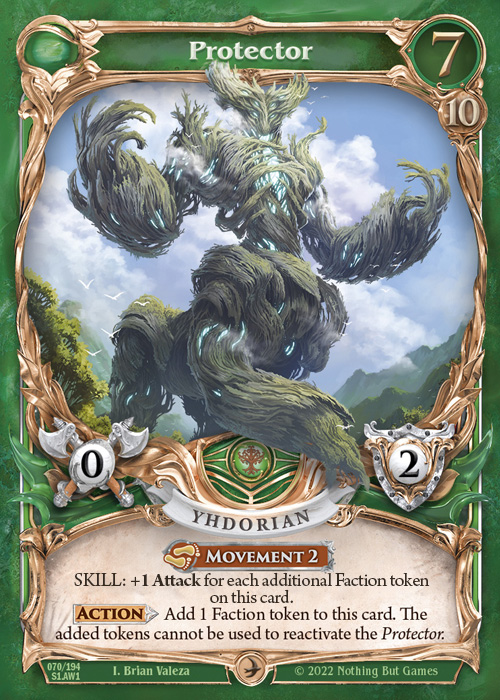 Protector
7
10
0
2
YHDORIAN
MOVEMENT 2
SKILL: +1 Attack for each additional Faction token
on this card.
ACTION Add 1 Faction token to this card. The
added tokens cannot be used to reactivate the Protector.
070/194
S1.AW1
I. Brian Valeza
© 2022 Nothing But Games